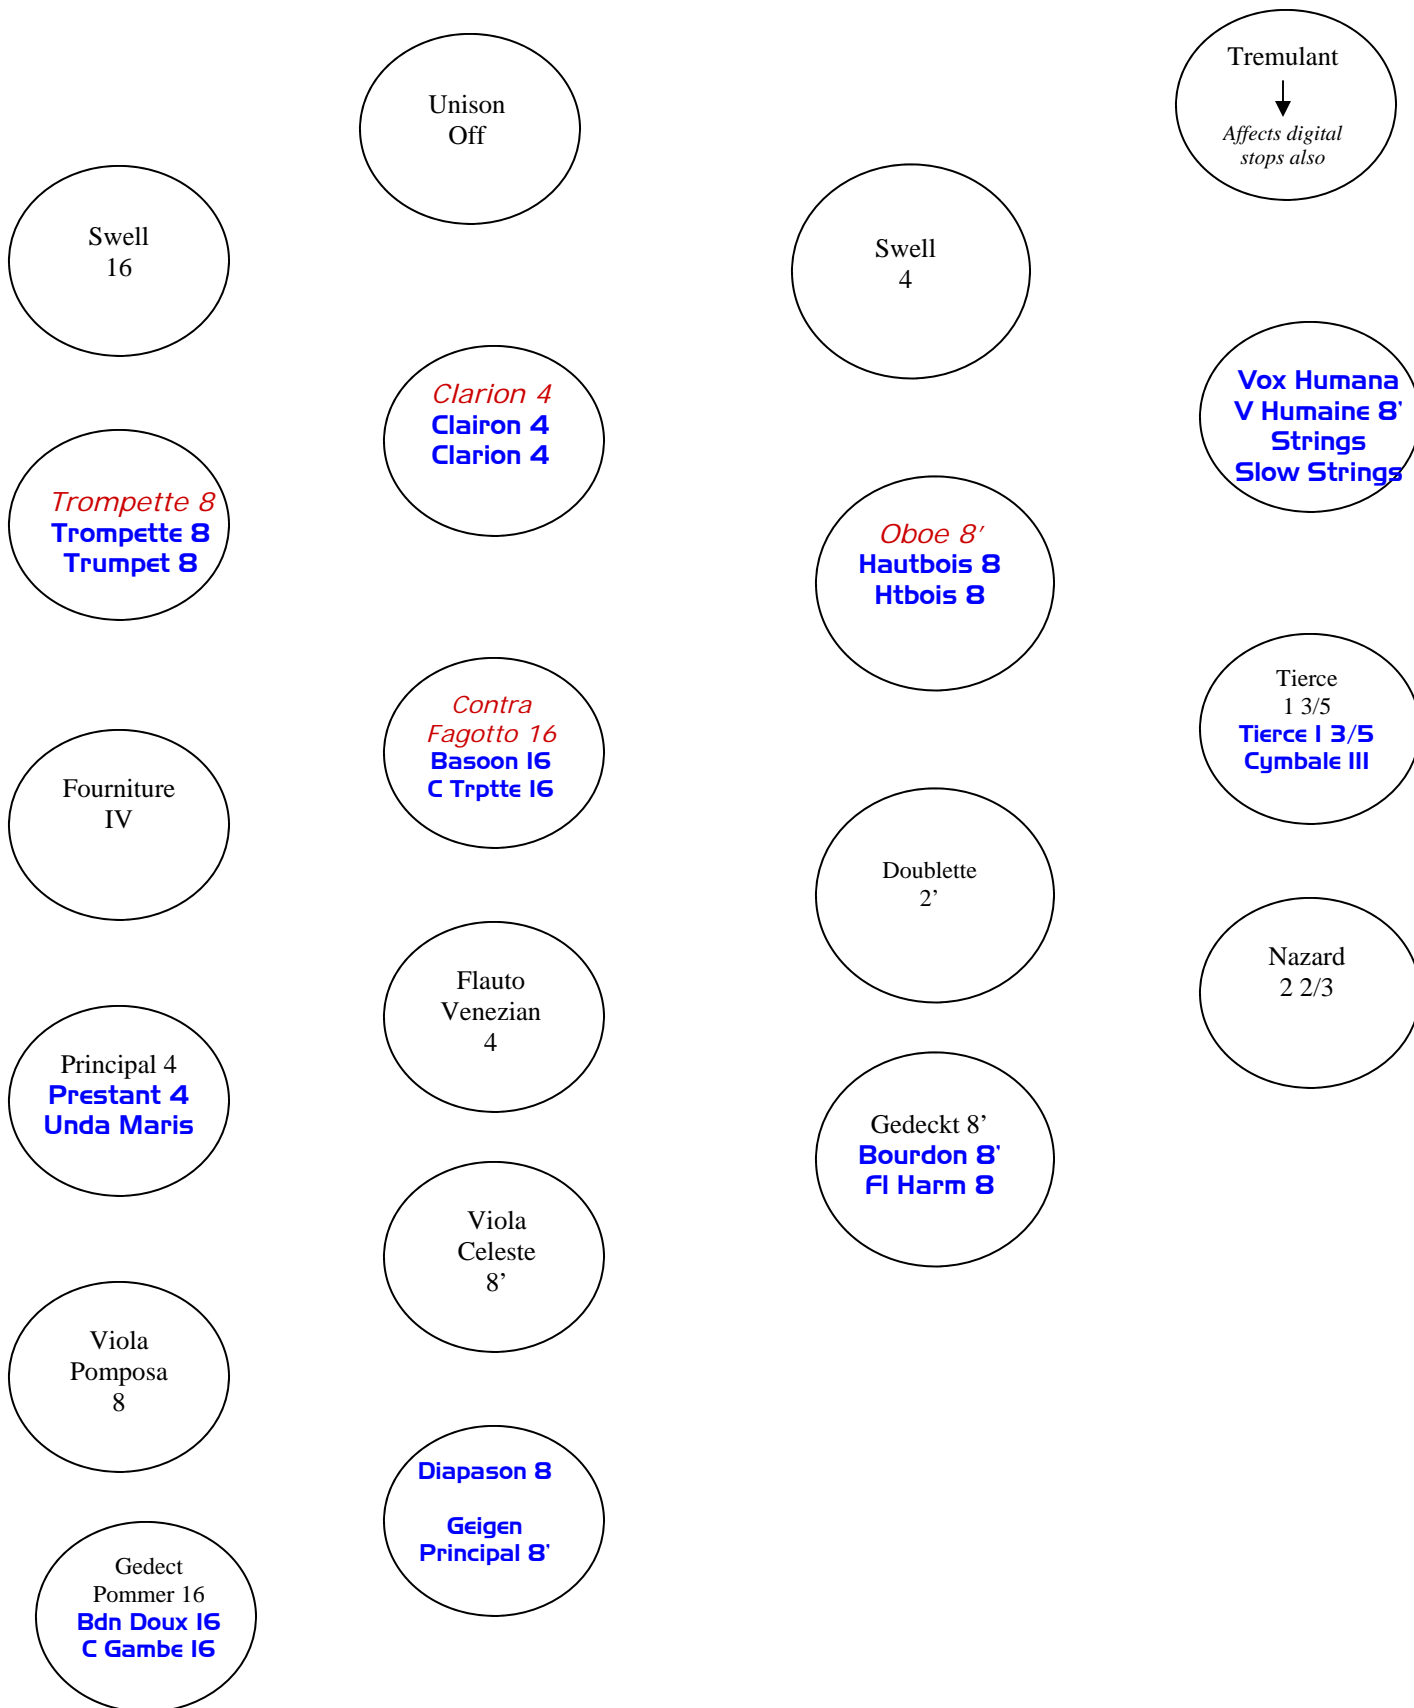 Tremulant
Affects digital
stops also
Unison
Off
Swell
16
Swell
4
Clarion 4
Clairon 4
Clarion 4
Vox Humana
V Humaine 8'
Strings
Slow Strings
Trompette 8
Trompette 8
Trumpet 8
Oboe 8'
Hautbois 8
Htbois 8
Contra
Fagotto 16
Basoon 16
C Trptte 16
Tierce
1 3/5
Tierce 1 3/5
Cymbale III
Fourniture
IV
Doublette
2’
Flauto
Venezian
4
Nazard
2 2/3
Principal 4
Prestant 4
Unda Maris
Gedeckt 8’
Bourdon 8'
Fl Harm 8
Viola
Celeste
8’
Viola
Pomposa
8
Diapason 8
Geigen
Principal 8'
Gedect
Pommer 16
Bdn Doux 16
C Gambe 16